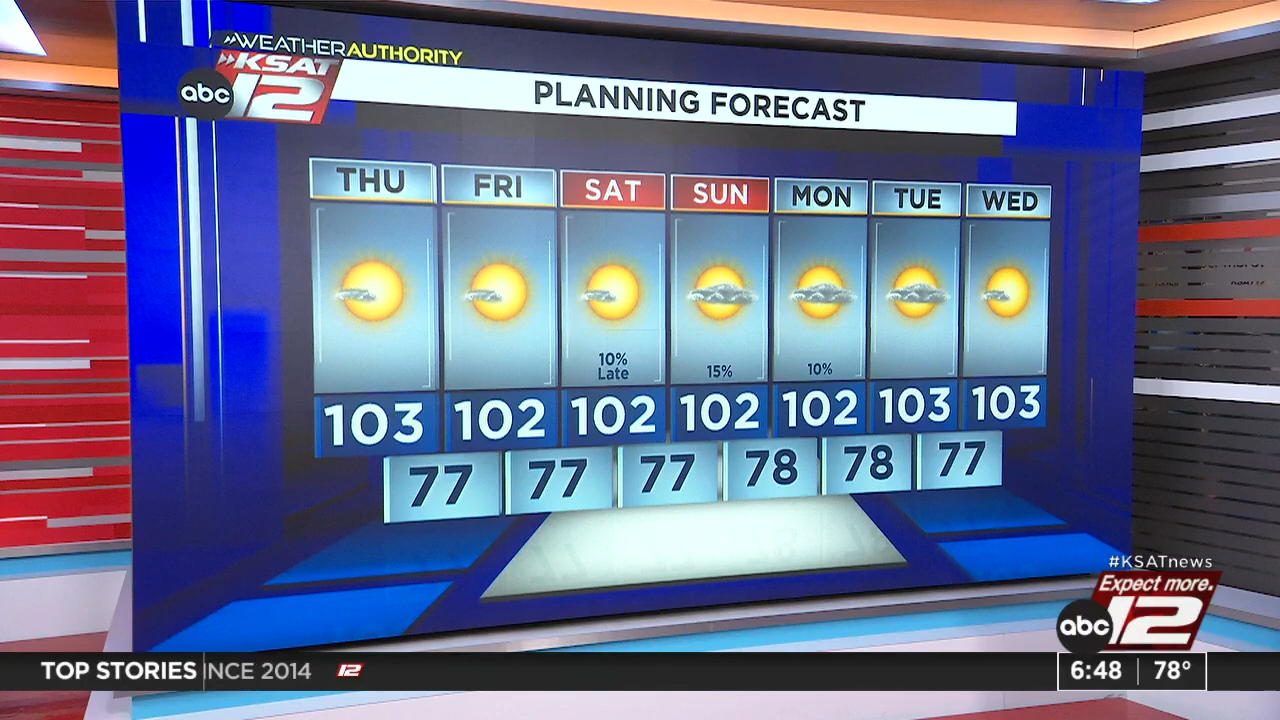 WEATHERAUTHORITY
KSAT
abc 12
PLANNING FORECAST
THU FRI SAT SUN MON TUE WED
10% Late 15% 10%
103 102 102 102 102 103 103
77 77 77 78 78 77
#KSATnews
Expect more.
abc 12
TOP STORIES NCE 2014 12 6:48 78°